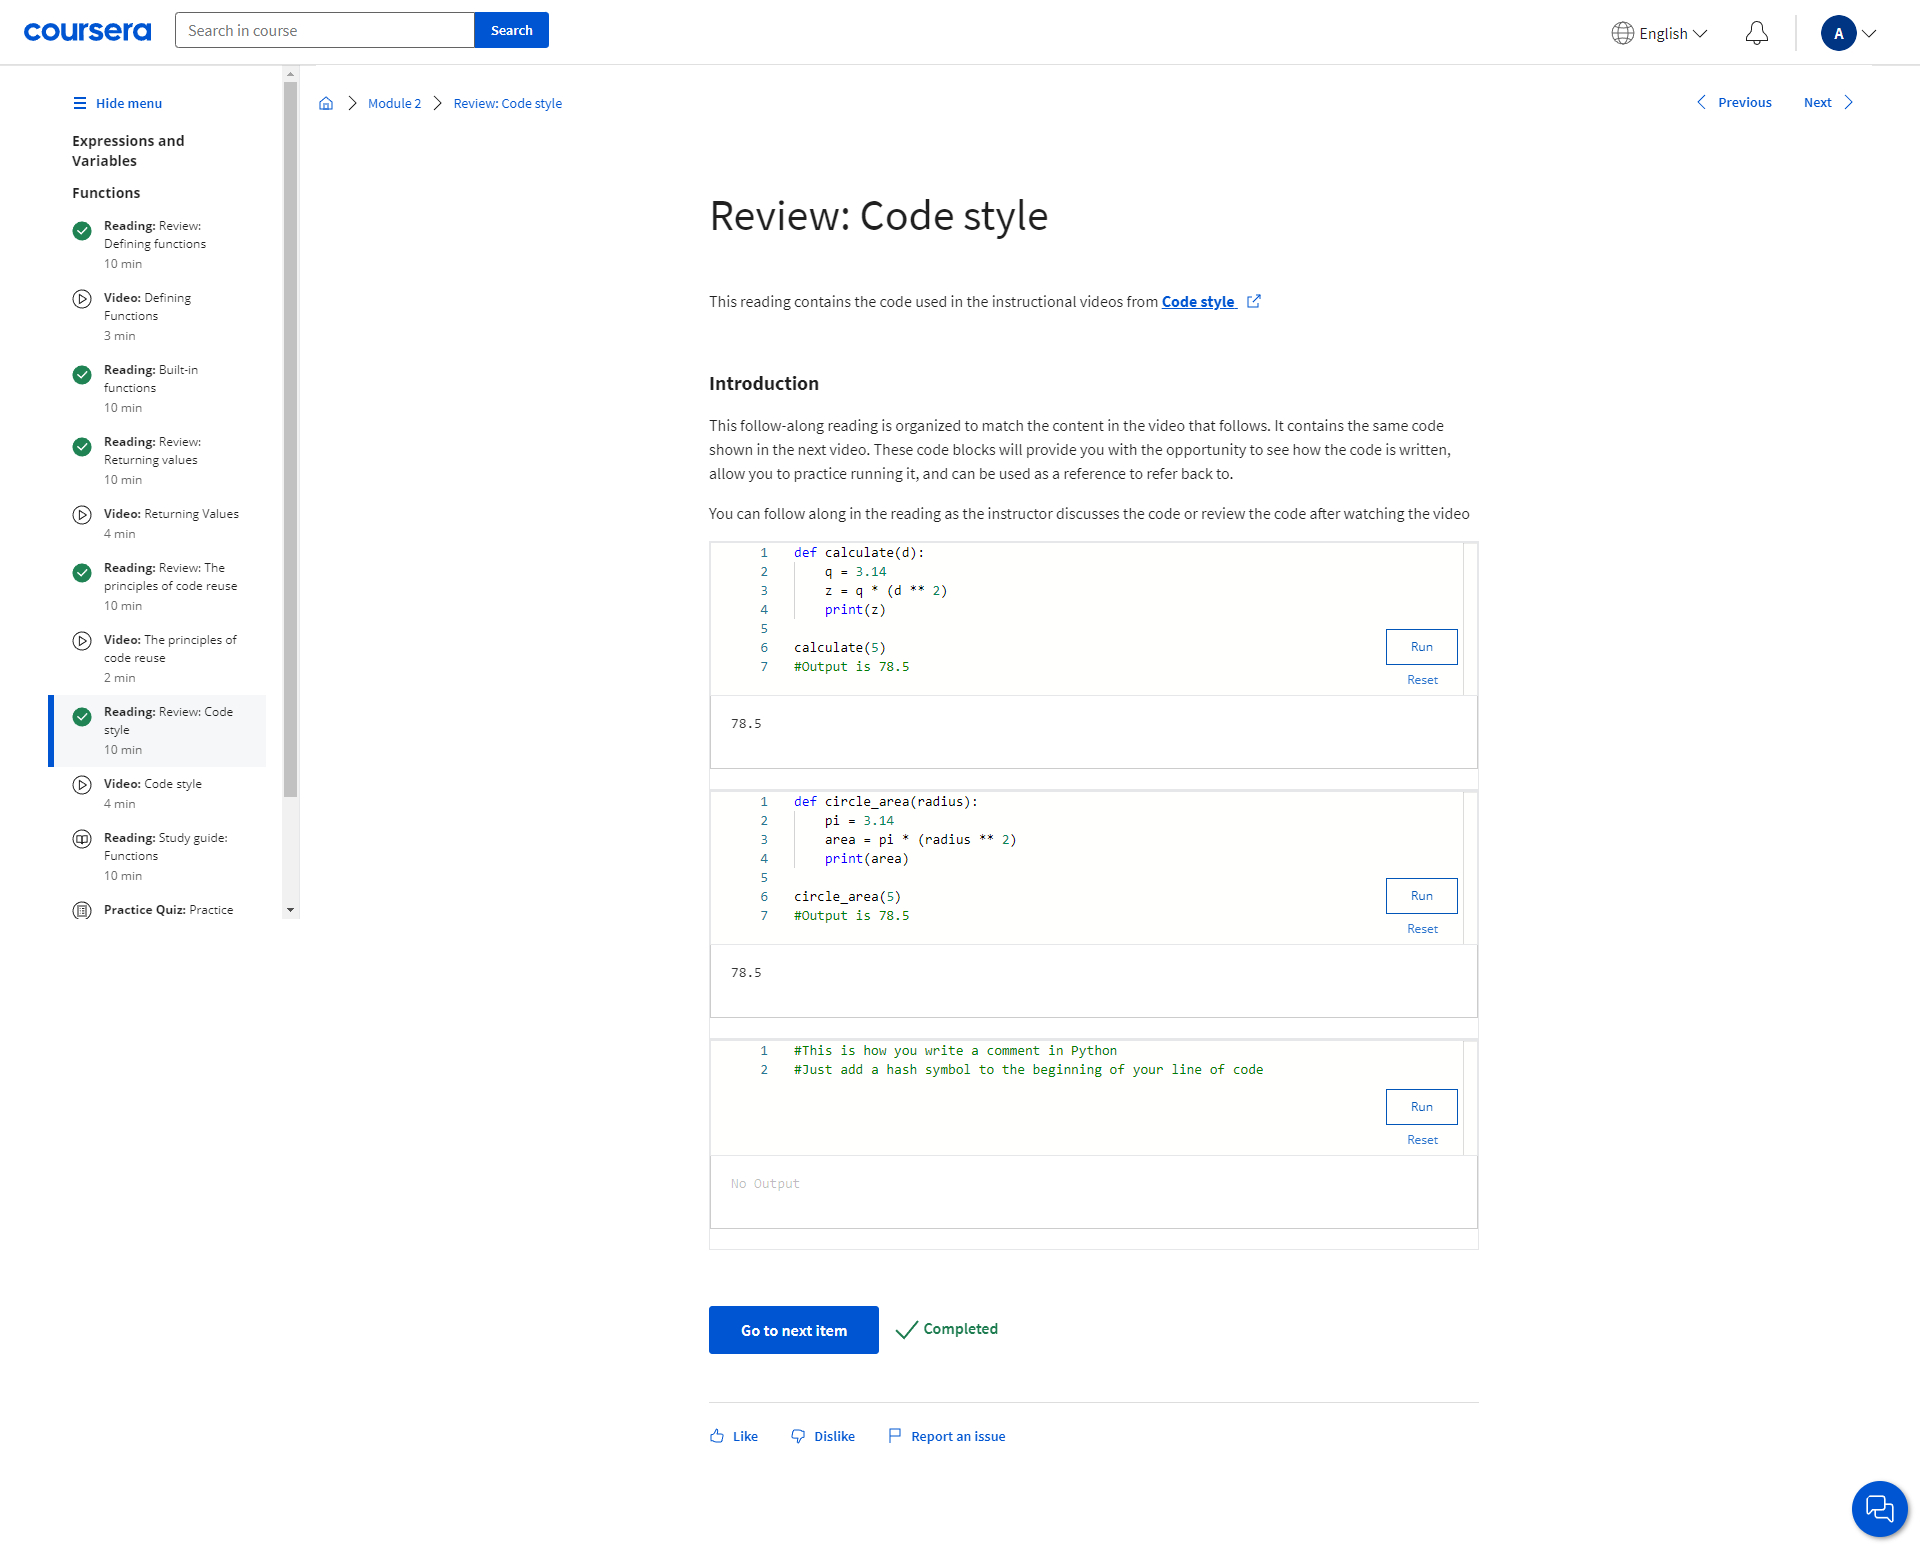 coursera
Search in course
Search
English
A
Hide menu
Expressions and
Variables
Functions
Reading: Review:
Defining functions
10 min
Video: Defining
Functions
3 min
Reading: Built-in
functions
10 min
Reading: Review:
Returning values
10 min
Video: Returning Values
4 min
Reading: Review: The
principles of code reuse
10 min
Video: The principles of
code reuse
2 min
Reading: Review: Code
style
10 min
Video: Code style
4 min
Reading: Study guide:
Functions
10 min
Practice Quiz: Practice
Module 2
Review: Code style
Previous
Next
Review: Code style
This reading contains the code used in the instructional videos from Code style
Introduction
This follow-along reading is organized to match the content in the video that follows. It contains the same code
shown in the next video. These code blocks will provide you with the opportunity to see how the code is written,
allow you to practice running it, and can be used as a reference to refer back to.
You can follow along in the reading as the instructor discusses the code or review the code after watching the video
1 def calculate(d):
2     q = 3.14
3     z = q * (d ** 2)
4     print(z)
5
6 calculate(5)
7 #Output is 78.5
Run
Reset
78.5
1 def circle_area(radius):
2     pi = 3.14
3     area = pi * (radius ** 2)
4     print(area)
5
6 circle_area(5)
7 #Output is 78.5
Run
Reset
78.5
1 #This is how you write a comment in Python
2 #Just add a hash symbol to the beginning of your line of code
Run
Reset
No Output
Go to next item
Completed
Like
Dislike
Report an issue